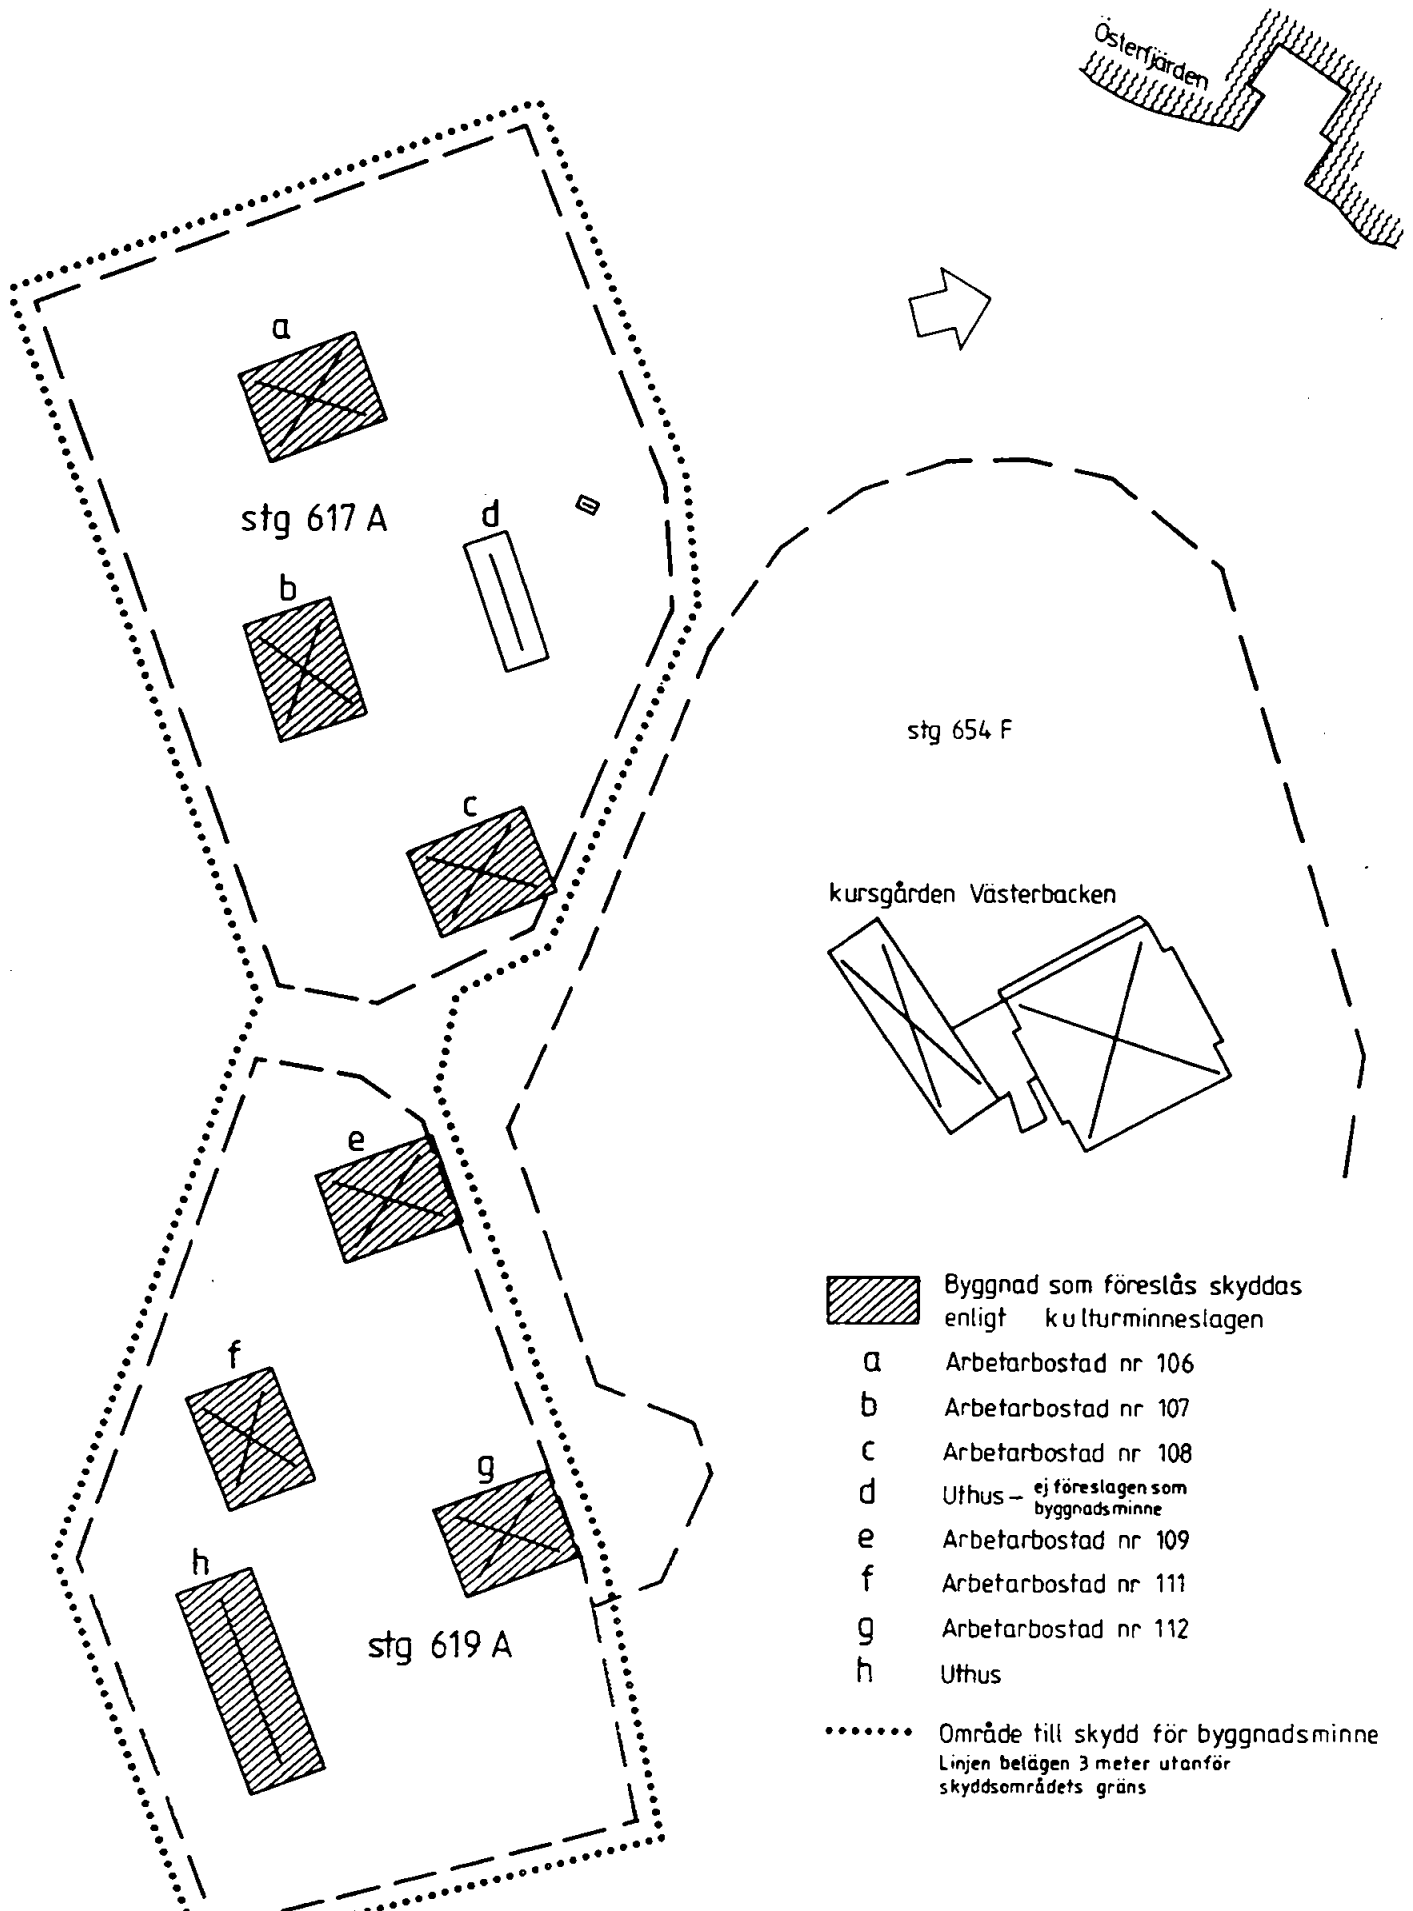 Österfjärden
a
stg 617 A
d
b
stg 654 F
c
kursgården Västerbacken
e
Byggnad som föreslås skyddas
enligt kulturminneslagen
f
a Arbetarbostad nr 106
b Arbetarbostad nr 107
c Arbetarbostad nr 108
g
d Uthus – ej föreslagen som
byggnadsminne
e Arbetarbostad nr 109
h
f Arbetarbostad nr 111
g Arbetarbostad nr 112
stg 619 A
h Uthus
Område till skydd för byggnadsminne
Linjen belägen 3 meter utanför
skyddsområdets gräns